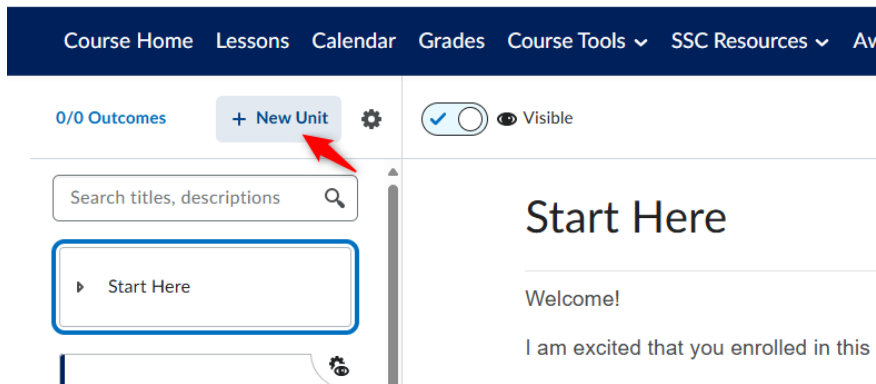 Course Home Lessons Calendar Grades Course Tools SSC Resources
0/0 Outcomes + New Unit Visible
Search titles, descriptions
Start Here
Start Here
Welcome!
I am excited that you enrolled in this